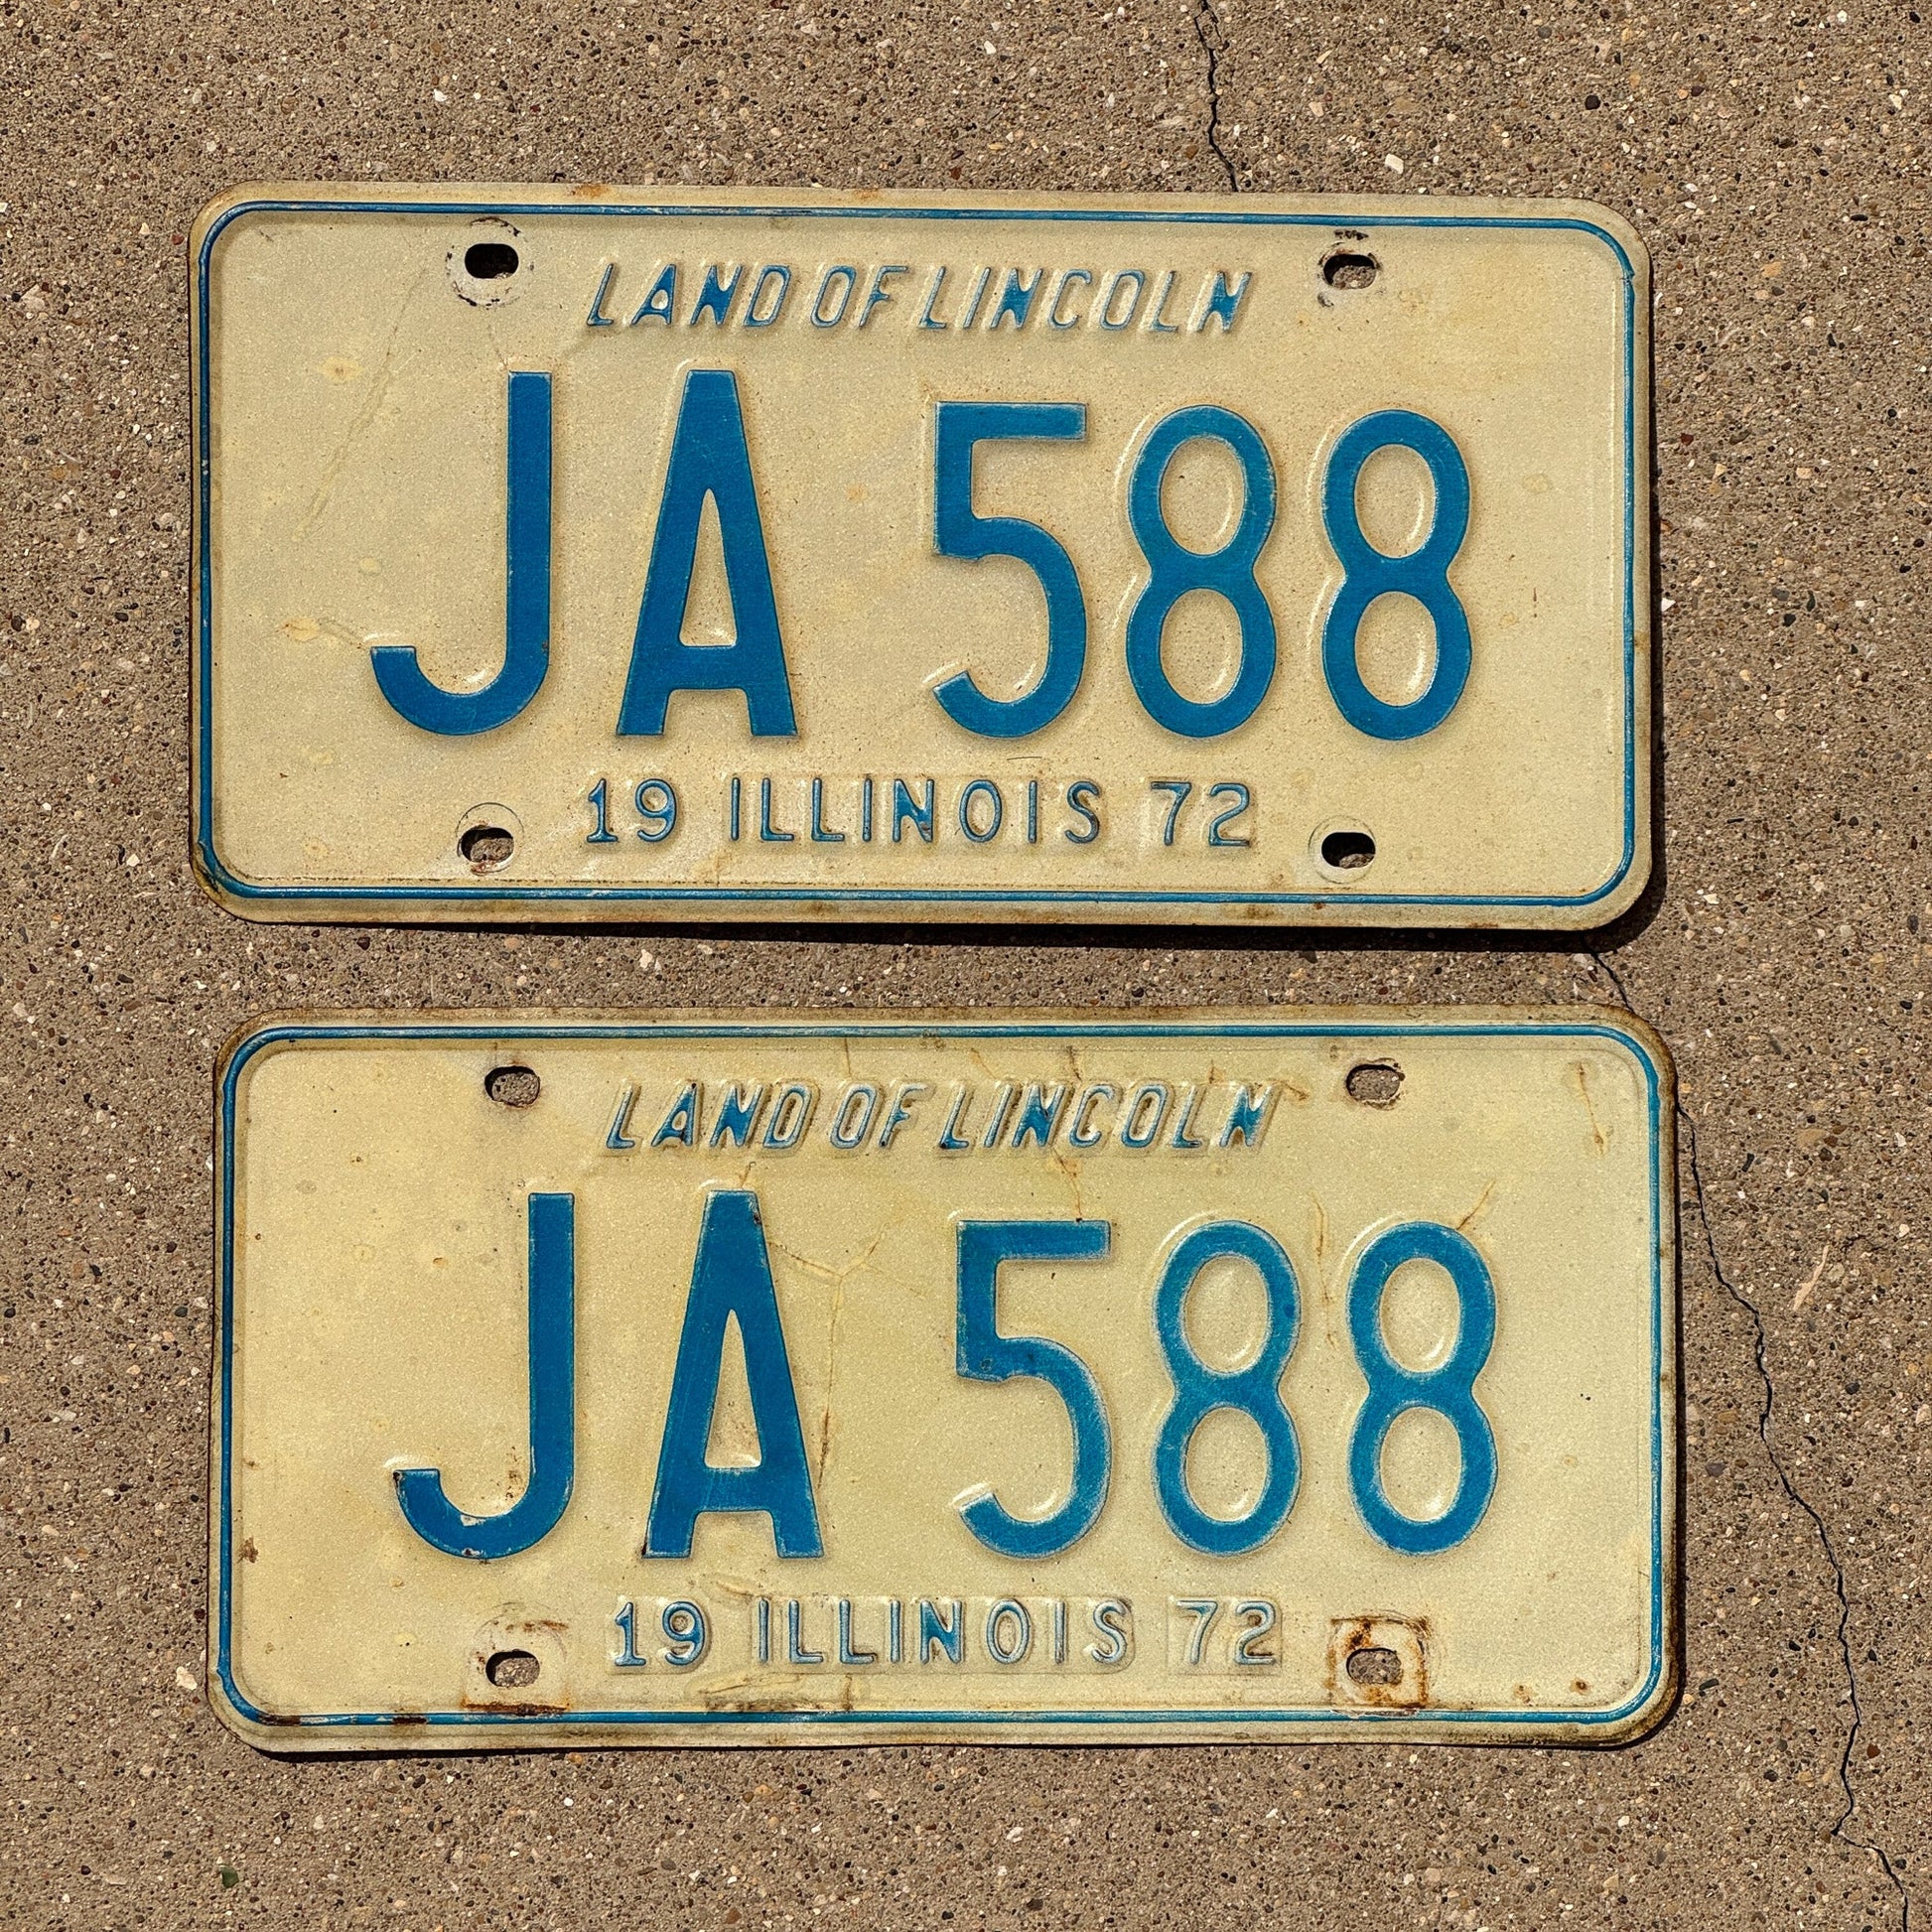 LAND OF LINCOLN
JA 588
19 ILLINOIS 72
LAND OF LINCOLN
JA 588
19 ILLINOIS 72